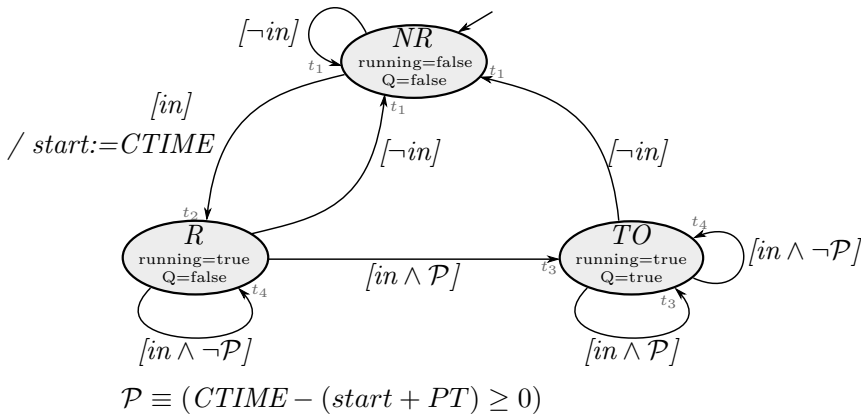 [¬in]
NR
running=false
Q=false
t₁
t₁
t₁
[in]
/ start:=CTIME
[¬in]
[¬in]
t₂
R
running=true
Q=false
t₄
[in ∧ 𝒫]
t₃
TO
running=true
Q=true
t₄
t₃
[in ∧ ¬𝒫]
[in ∧ ¬𝒫]
[in ∧ 𝒫]
𝒫 ≡ (CTIME − (start + PT) ≥ 0)